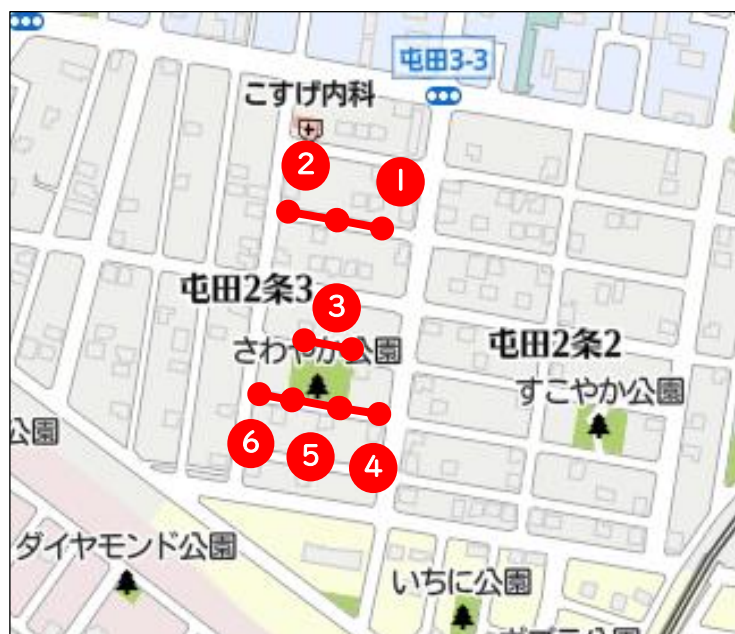 屯田3-3
こすげ内科
2
1
屯田2条3
3
さわやか公園
屯田2条2
すこやか公園
公園
6
5
4
ダイヤモンド公園
いちに公園